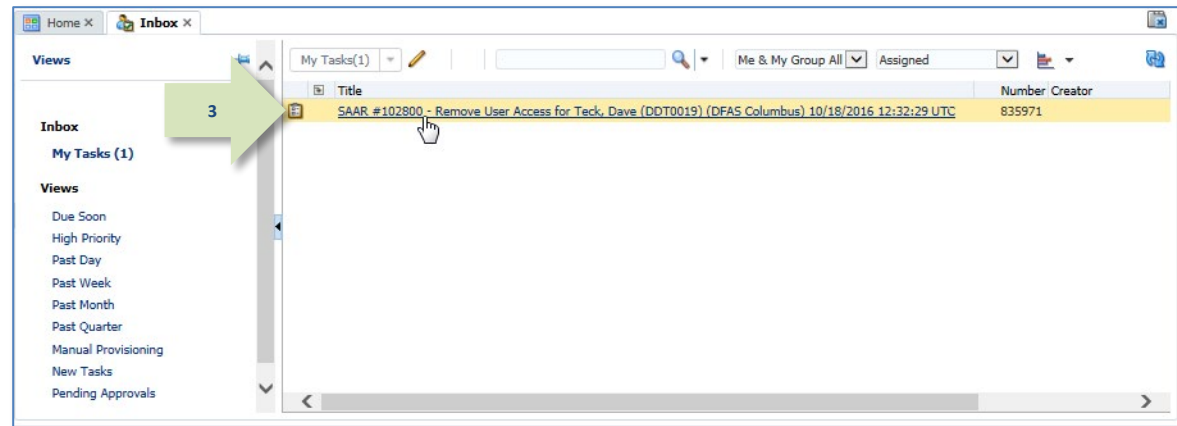 Home × Inbox ×
Views
My Tasks(1) Me & My Group All Assigned
Title Number Creator
3
SAAR #102800 - Remove User Access for Teck, Dave (DDT0019) (DFAS Columbus) 10/18/2016 12:32:29 UTC 835971
Inbox
My Tasks (1)
Views
Due Soon
High Priority
Past Day
Past Week
Past Month
Past Quarter
Manual Provisioning
New Tasks
Pending Approvals